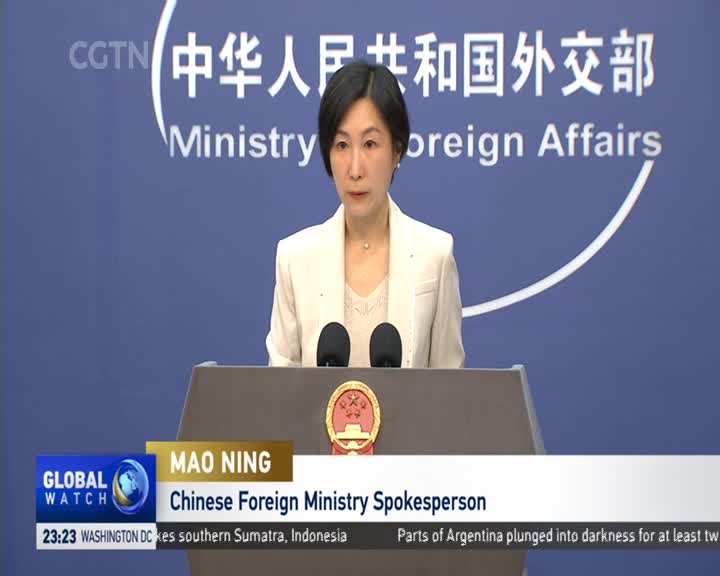 CGTN
中华人民共和国外交部
Ministry Foreign Affairs
MAO NING
GLOBAL
WATCH
Chinese Foreign Ministry Spokesperson
23:23 WASHINGTON DC
kes southern Sumatra, Indonesia Parts of Argentina plunged into darkness for at least tw